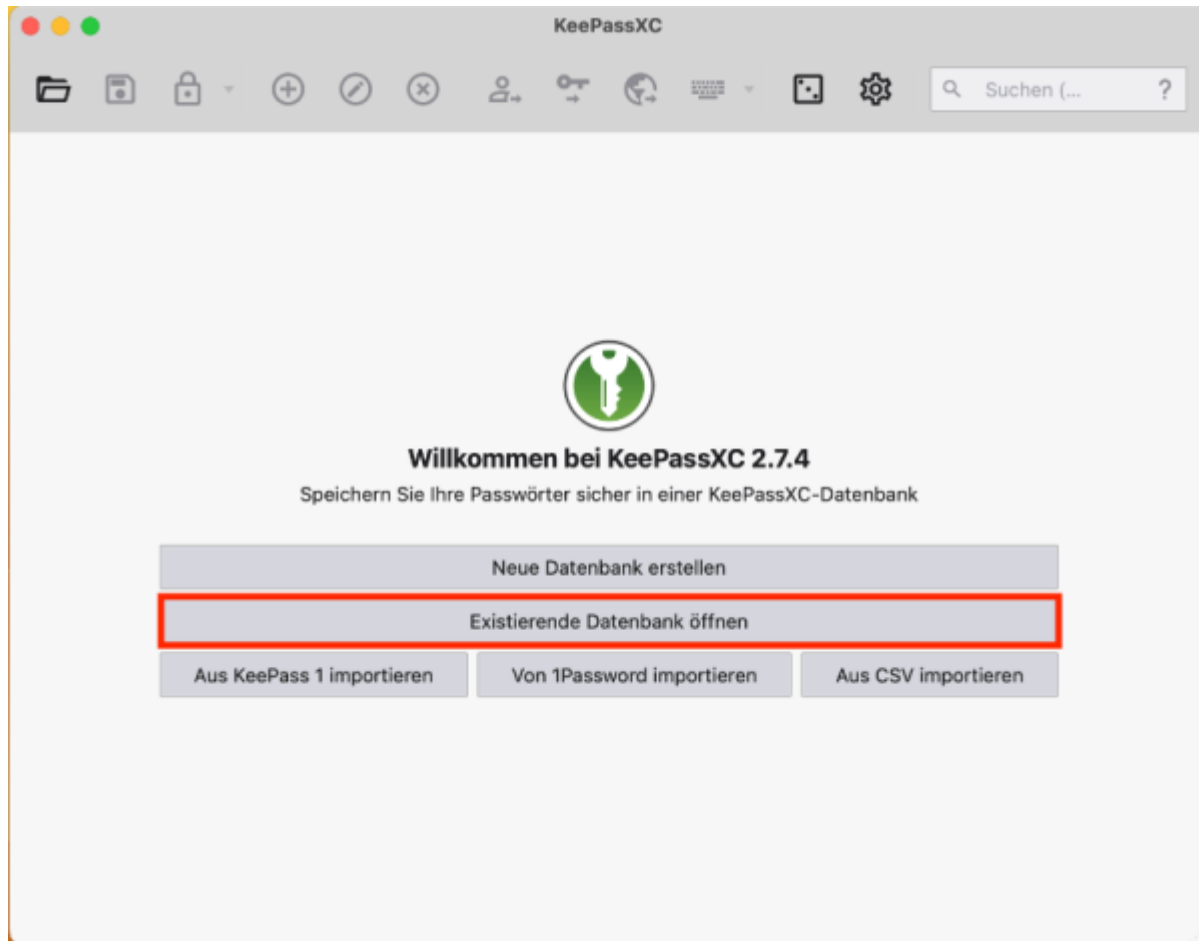 KeePassXC
Suchen (... ?
Willkommen bei KeePassXC 2.7.4
Speichern Sie Ihre Passwörter sicher in einer KeePassXC-Datenbank
Neue Datenbank erstellen
Existierende Datenbank öffnen
Aus KeePass 1 importieren
Von 1Password importieren
Aus CSV importieren